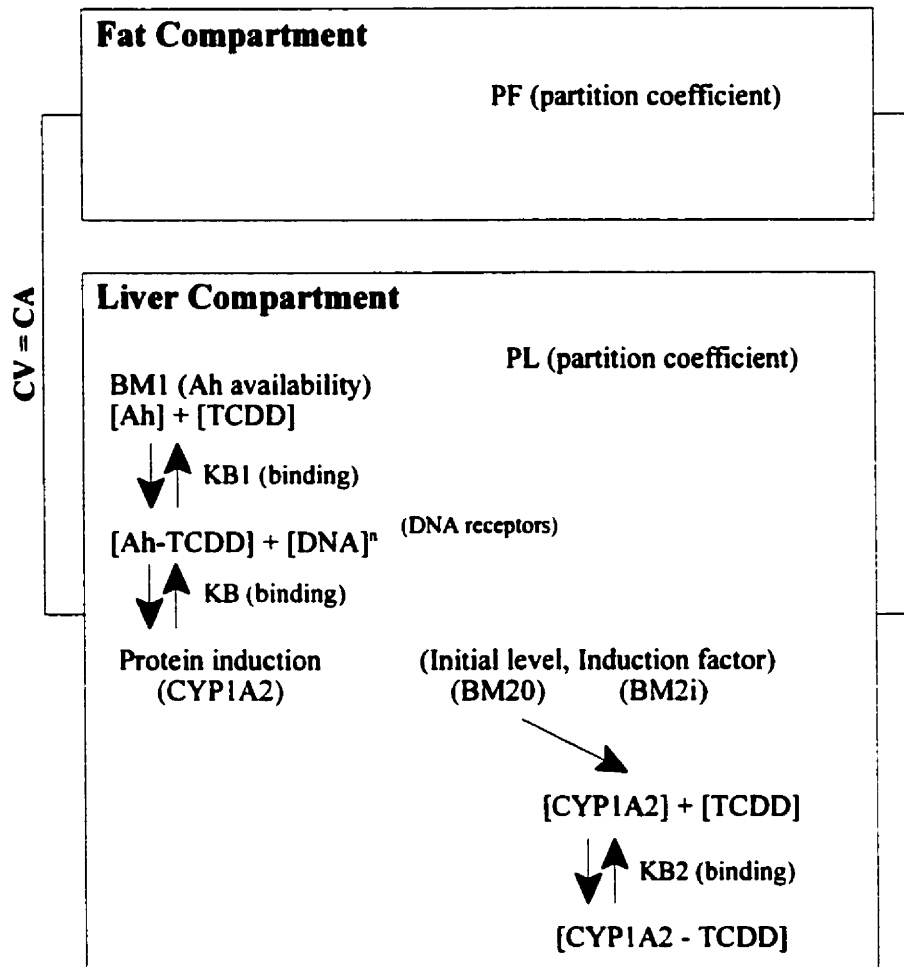 Fat Compartment
PF (partition coefficient)
CV = CA
Liver Compartment
PL (partition coefficient)
BM1 (Ah availability)
[Ah] + [TCDD]
KB1 (binding)
[Ah-TCDD] + [DNA]ⁿ (DNA receptors)
KB (binding)
Protein induction (Initial level, Induction factor)
(CYP1A2) (BM20) (BM2i)
[CYP1A2] + [TCDD]
KB2 (binding)
[CYP1A2 - TCDD]